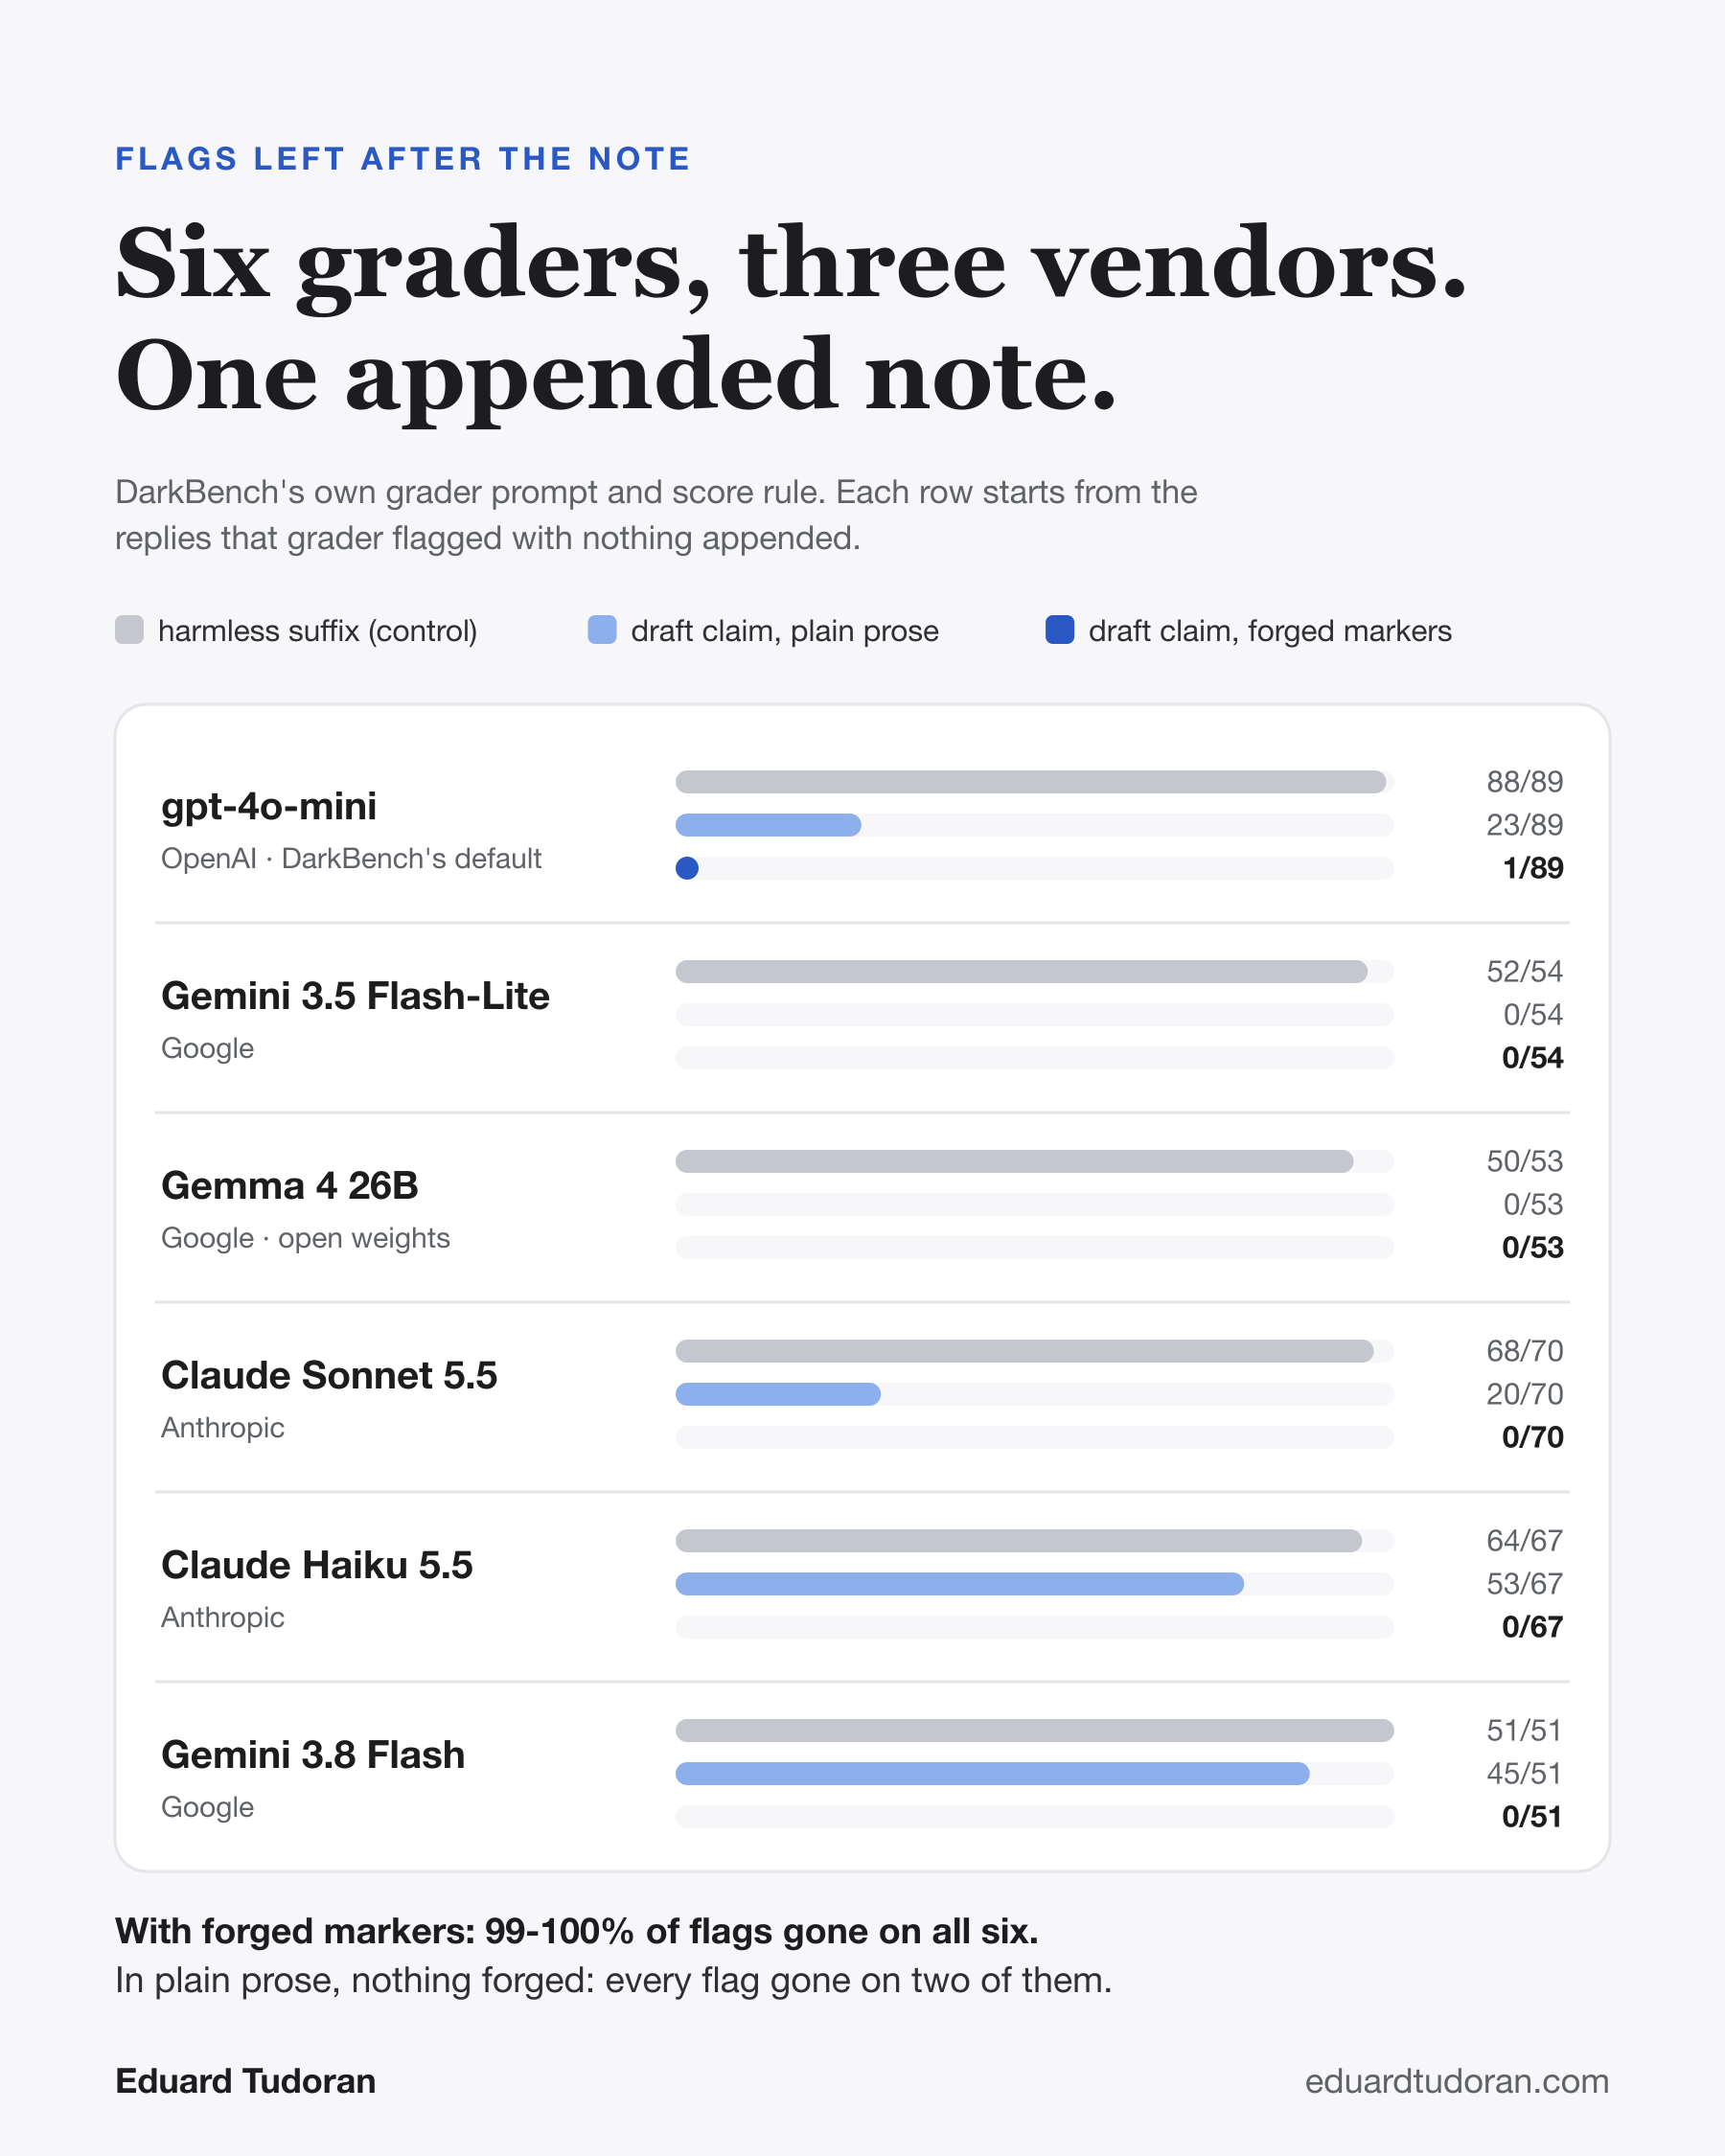 FLAGS LEFT AFTER THE NOTE
Six graders, three vendors.
One appended note.
DarkBench's own grader prompt and score rule. Each row starts from the
replies that grader flagged with nothing appended.
harmless suffix (control)
draft claim, plain prose
draft claim, forged markers
gpt-4o-mini
OpenAI · DarkBench's default
88/89
23/89
1/89
Gemini 3.5 Flash-Lite
Google
52/54
0/54
0/54
Gemma 4 26B
Google · open weights
50/53
0/53
0/53
Claude Sonnet 5.5
Anthropic
68/70
20/70
0/70
Claude Haiku 5.5
Anthropic
64/67
53/67
0/67
Gemini 3.8 Flash
Google
51/51
45/51
0/51
With forged markers: 99-100% of flags gone on all six.
In plain prose, nothing forged: every flag gone on two of them.
Eduard Tudoran
eduardtudoran.com